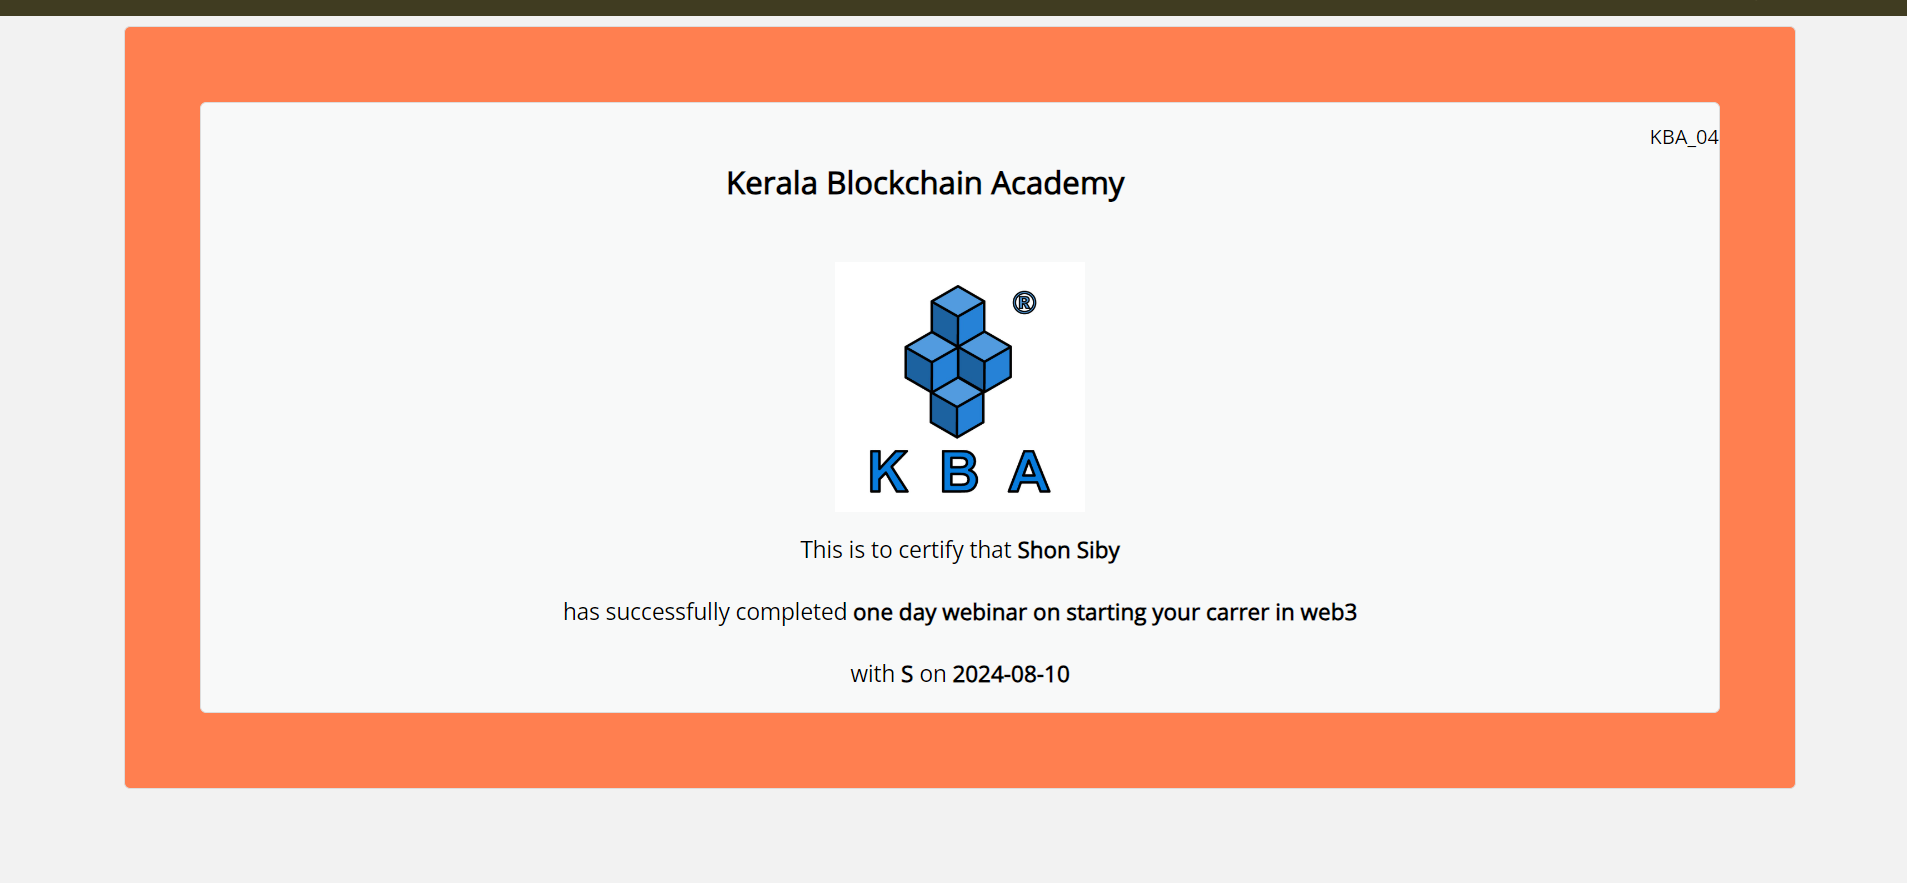 KBA_04
Kerala Blockchain Academy
®
K B A
This is to certify that Shon Siby
has successfully completed one day webinar on starting your carrer in web3
with S on 2024-08-10